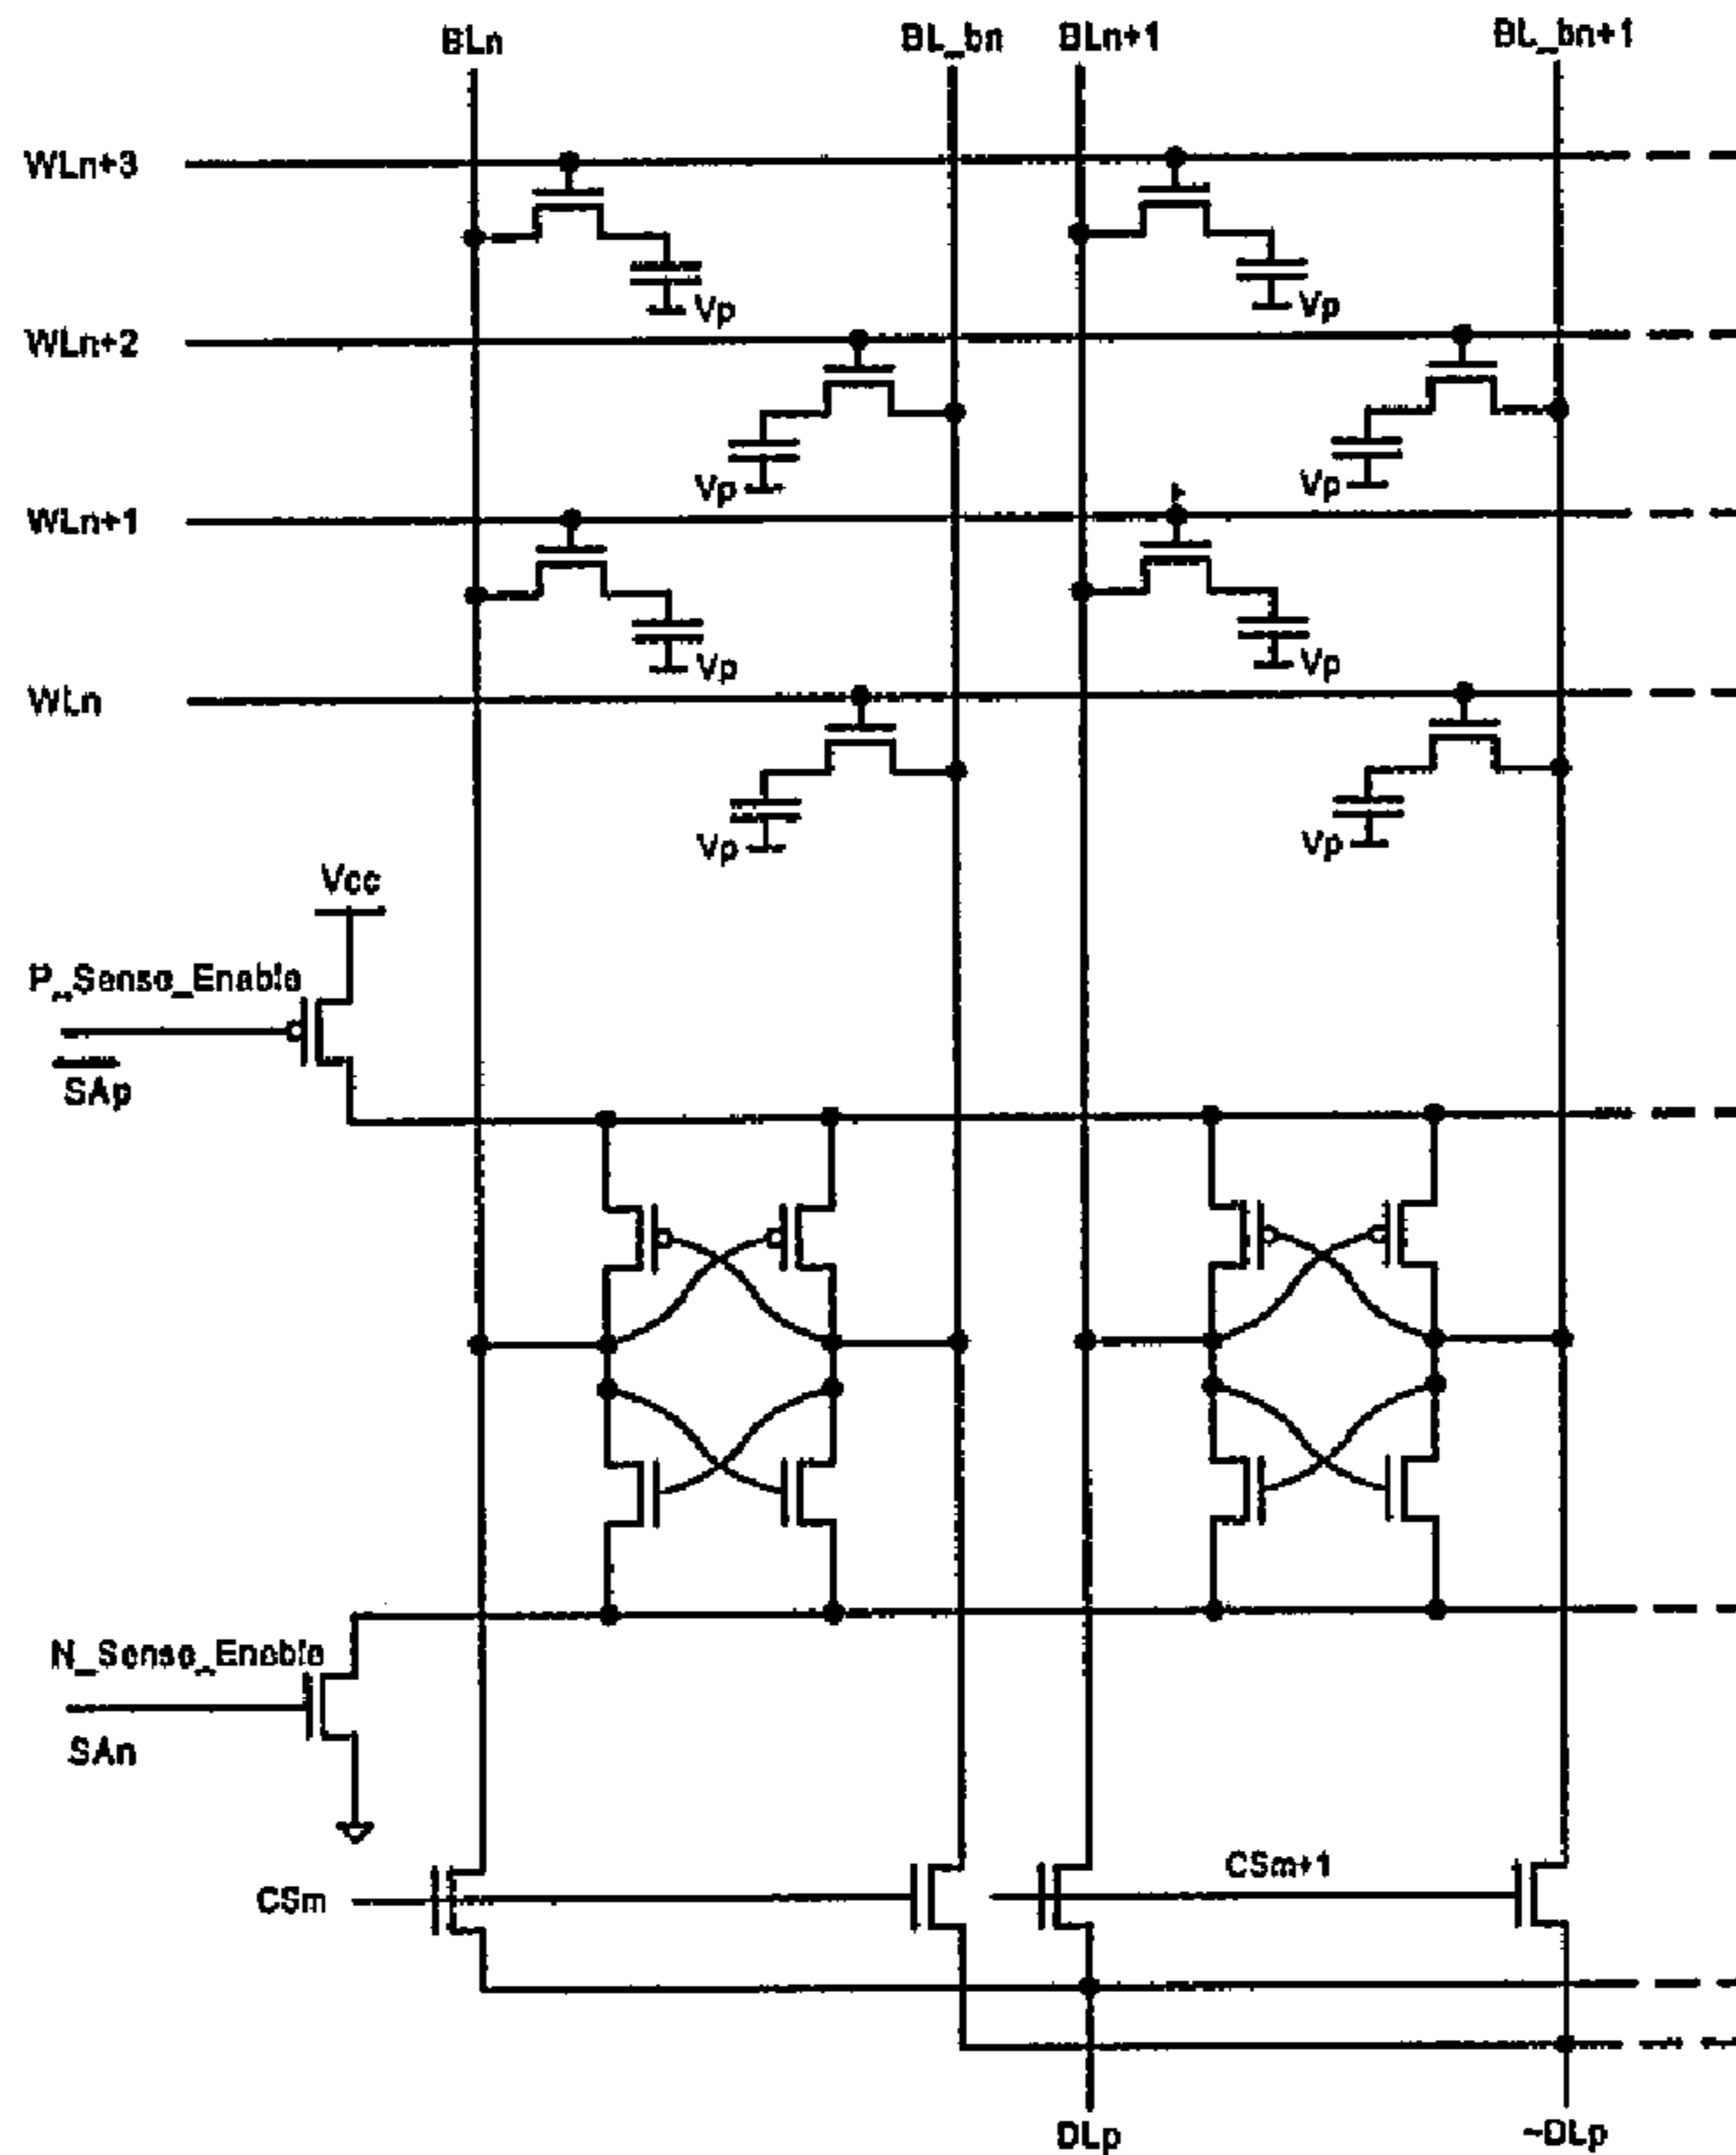 BLn BL_bn BLn+1 BL_bn+1
WLn+3
Vp Vp
WLn+2
Vp Vp
WLn+1
Vp Vp
WLn
Vp Vp
Vcc
P_Sense_Enable
SAp
N_Sense_Enable
SAn
CSm CSm+1
DLp ~DLp